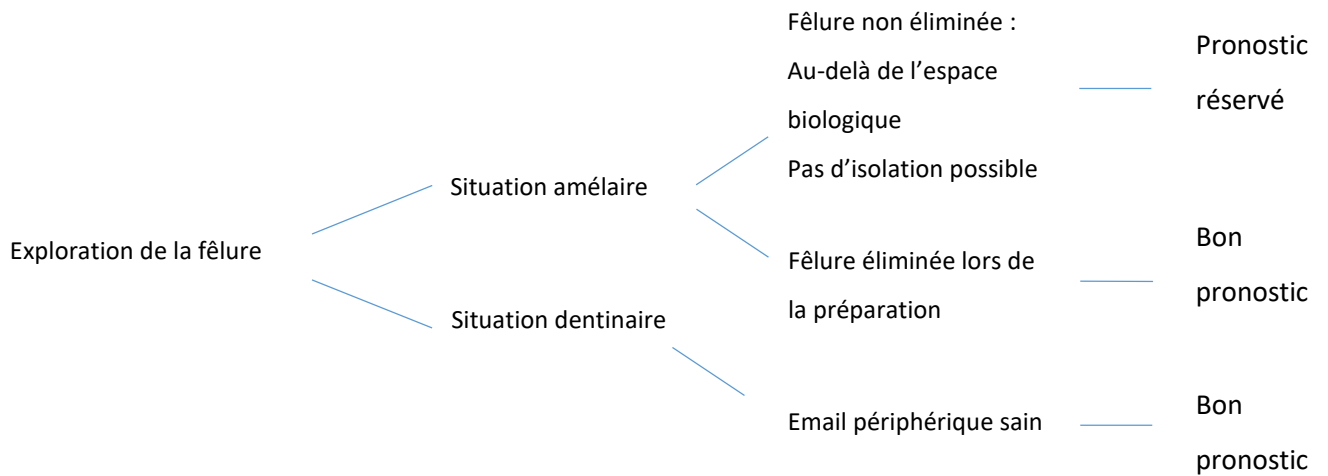 Exploration de la fêlure
Situation amélaire
Situation dentinaire
Fêlure non éliminée :
Au-delà de l’espace
biologique
Pas d’isolation possible
Fêlure éliminée lors de
la préparation
Email périphérique sain
Pronostic
réservé
Bon
pronostic
Bon
pronostic